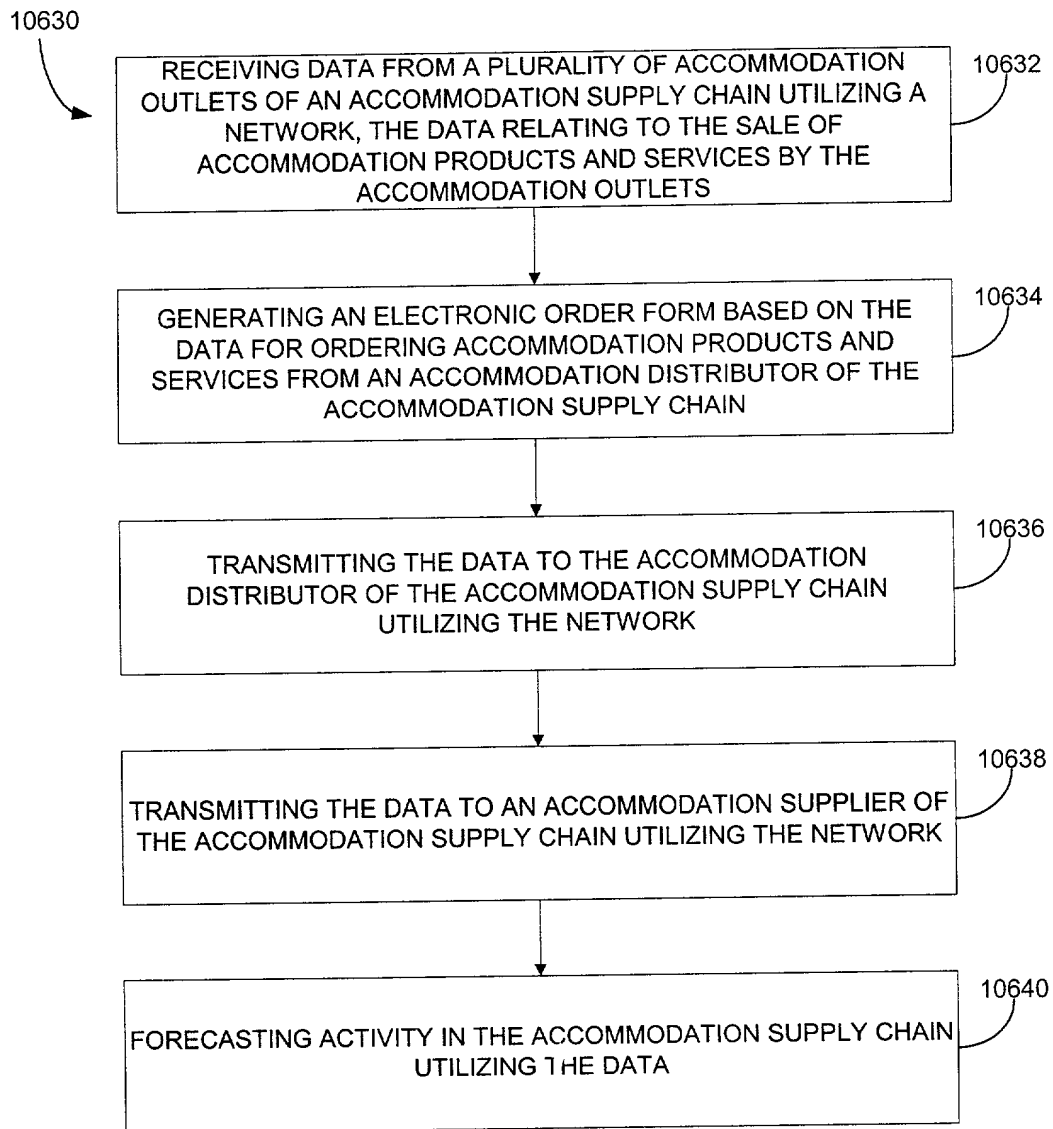 10630
RECEIVING DATA FROM A PLURALITY OF ACCOMMODATION
OUTLETS OF AN ACCOMMODATION SUPPLY CHAIN UTILIZING A
NETWORK, THE DATA RELATING TO THE SALE OF
ACCOMMODATION PRODUCTS AND SERVICES BY THE
ACCOMMODATION OUTLETS
10632
GENERATING AN ELECTRONIC ORDER FORM BASED ON THE
DATA FOR ORDERING ACCOMMODATION PRODUCTS AND
SERVICES FROM AN ACCOMMODATION DISTRIBUTOR OF THE
ACCOMMODATION SUPPLY CHAIN
10634
TRANSMITTING THE DATA TO THE ACCOMMODATION
DISTRIBUTOR OF THE ACCOMMODATION SUPPLY CHAIN
UTILIZING THE NETWORK
10636
TRANSMITTING THE DATA TO AN ACCOMMODATION SUPPLIER OF
THE ACCOMMODATION SUPPLY CHAIN UTILIZING THE NETWORK
10638
FORECASTING ACTIVITY IN THE ACCOMMODATION SUPPLY CHAIN
UTILIZING THE DATA
10640